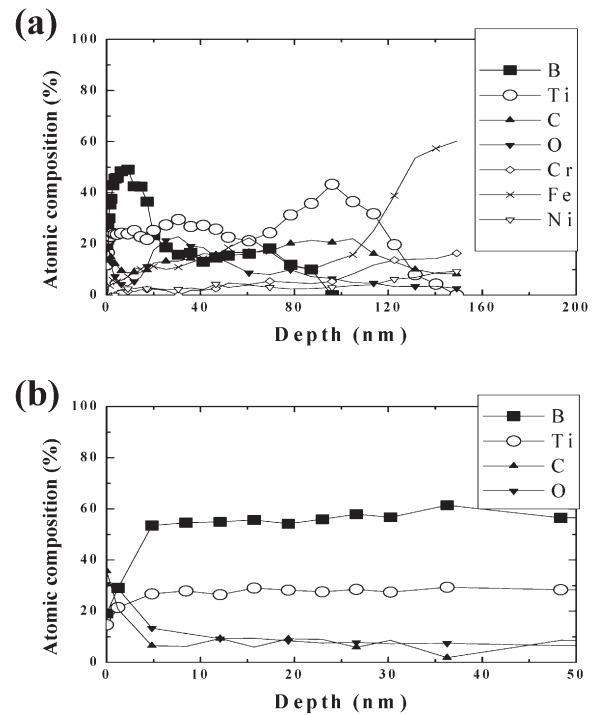 (a)
100
80
60
40
20
0
Atomic composition (%)
0 40 80 120 160 200
Depth (nm)
B
Ti
C
O
Cr
Fe
Ni
(b)
100
80
60
40
20
0
Atomic composition (%)
0 10 20 30 40 50
Depth (nm)
B
Ti
C
O